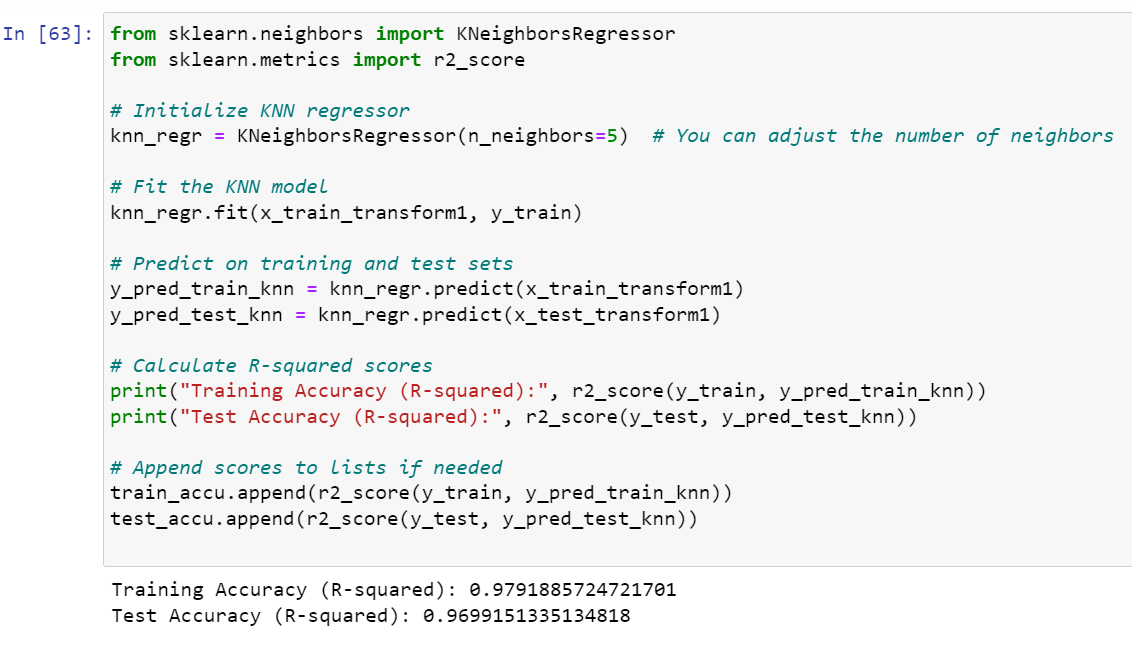 In [63]: from sklearn.neighbors import KNeighborsRegressor
from sklearn.metrics import r2_score
# Initialize KNN regressor
knn_regr = KNeighborsRegressor(n_neighbors=5)  # You can adjust the number of neighbors
# Fit the KNN model
knn_regr.fit(x_train_transform1, y_train)
# Predict on training and test sets
y_pred_train_knn = knn_regr.predict(x_train_transform1)
y_pred_test_knn = knn_regr.predict(x_test_transform1)
# Calculate R-squared scores
print("Training Accuracy (R-squared):", r2_score(y_train, y_pred_train_knn))
print("Test Accuracy (R-squared):", r2_score(y_test, y_pred_test_knn))
# Append scores to lists if needed
train_accu.append(r2_score(y_train, y_pred_train_knn))
test_accu.append(r2_score(y_test, y_pred_test_knn))
Training Accuracy (R-squared): 0.9791885724721701
Test Accuracy (R-squared): 0.9699151335134818